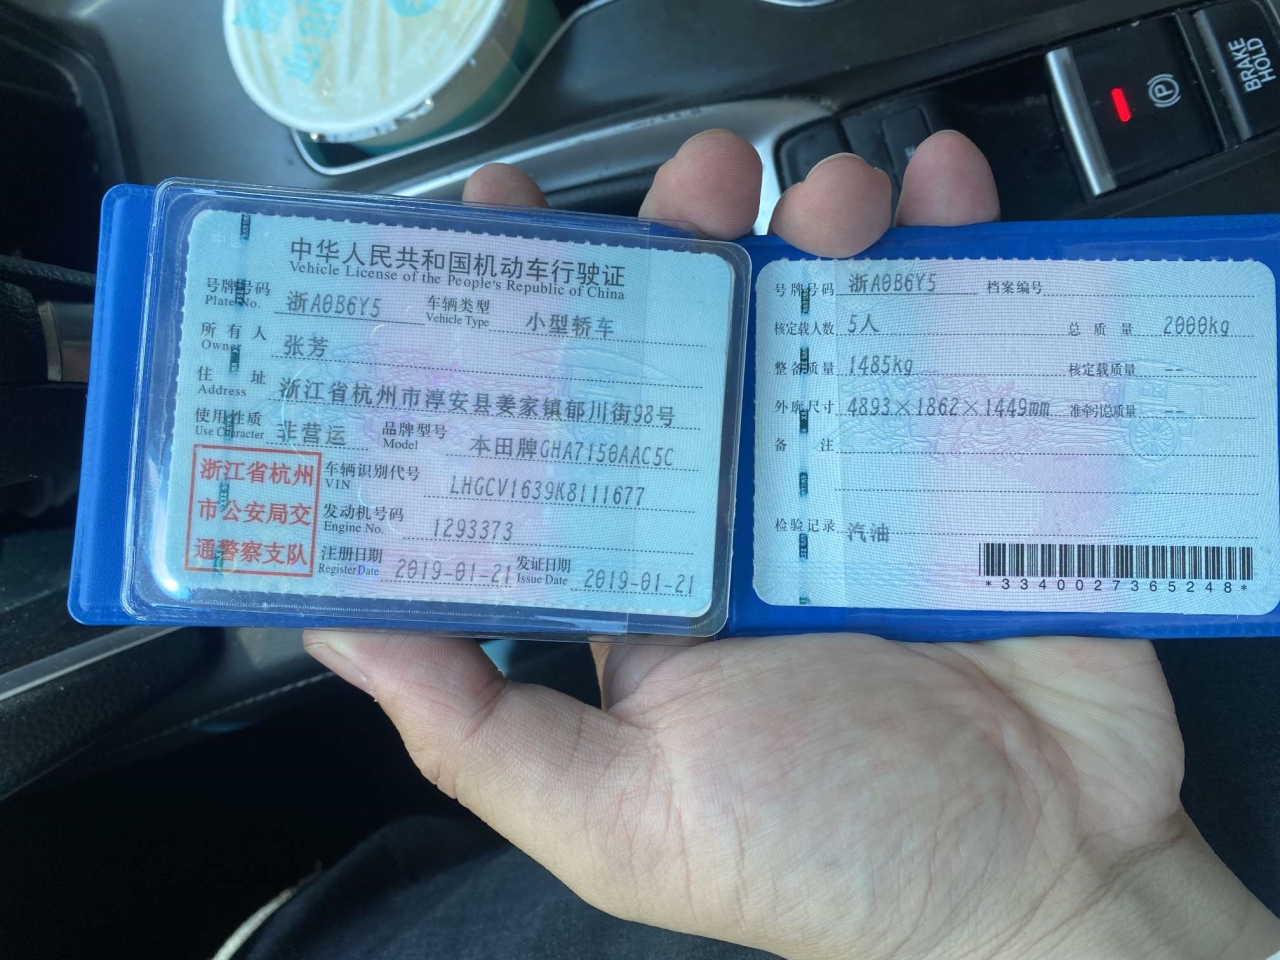 中华人民共和国机动车行驶证
Vehicle License of the People's Republic of China
号牌号码 浙A0B6Y5 车辆类型 小型轿车
Plate No. Vehicle Type
所有人 张芳
Owner
住址 浙江省杭州市淳安县姜家镇郁川街98号
Address
使用性质 非营运 品牌型号 本田牌GHA7150AAC5C
Use Character Model
浙江省杭州
市公安局交
通警察支队
车辆识别代号 LHGCV1639K8111677
VIN
发动机号码 1293373
Engine No.
注册日期 2019-01-21 发证日期 2019-01-21
Register Date Issue Date
号牌号码 浙A0B6Y5 档案编号
核定载人数 5人 总质量 2000kg
整备质量 1485kg 核定载质量 --
外廓尺寸 4893×1862×1449mm 准牵引总质量 --
备注
检验记录 汽油
*3340027365248*
BRAKE
HOLD
(P)